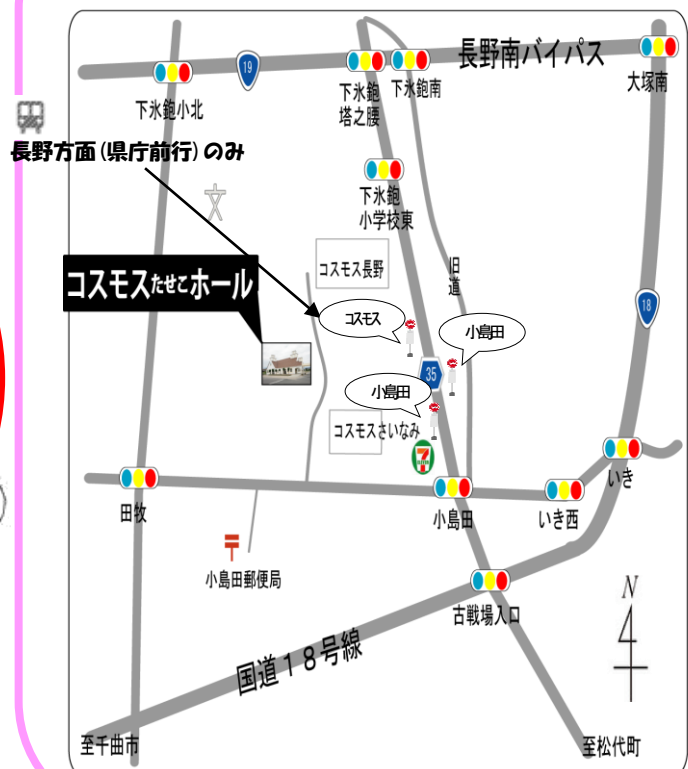 長野南バイパス
19
大塚南
下氷鉋小北
下氷鉋
塔之腰
下氷鉋南
長野方面(県庁前行)のみ
下氷鉋
小学校東
コスモス長野
旧道
コスモスたせこホール
18
コスモス
小島田
35
小島田
コスモスさいなみ
7
いき
田牧
小島田
いき西
小島田郵便局
古戦場入口
N
国道18号線
至千曲市
至松代町